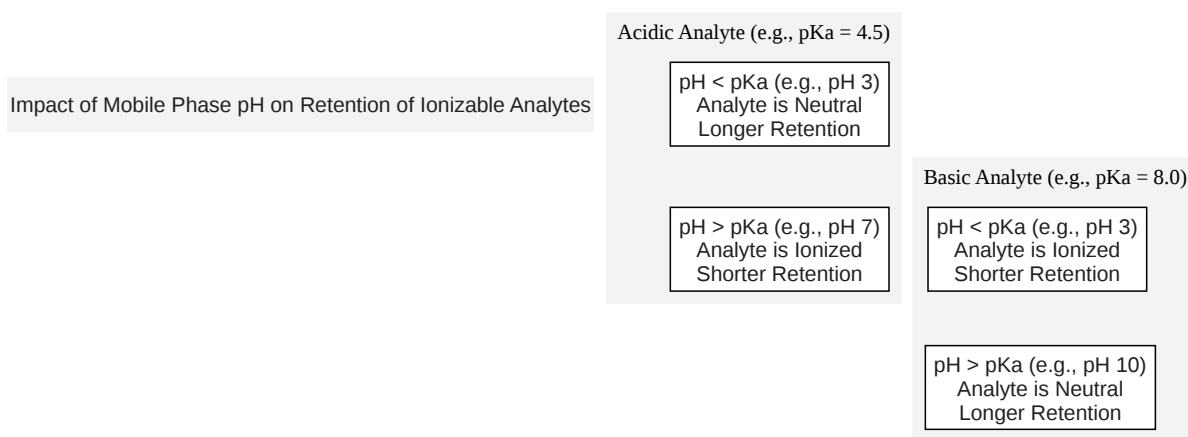 Impact of Mobile Phase pH on Retention of Ionizable Analytes
Acidic Analyte (e.g., pKa = 4.5)
pH < pKa (e.g., pH 3)
Analyte is Neutral
Longer Retention
pH > pKa (e.g., pH 7)
Analyte is Ionized
Shorter Retention
Basic Analyte (e.g., pKa = 8.0)
pH < pKa (e.g., pH 3)
Analyte is Ionized
Shorter Retention
pH > pKa (e.g., pH 10)
Analyte is Neutral
Longer Retention